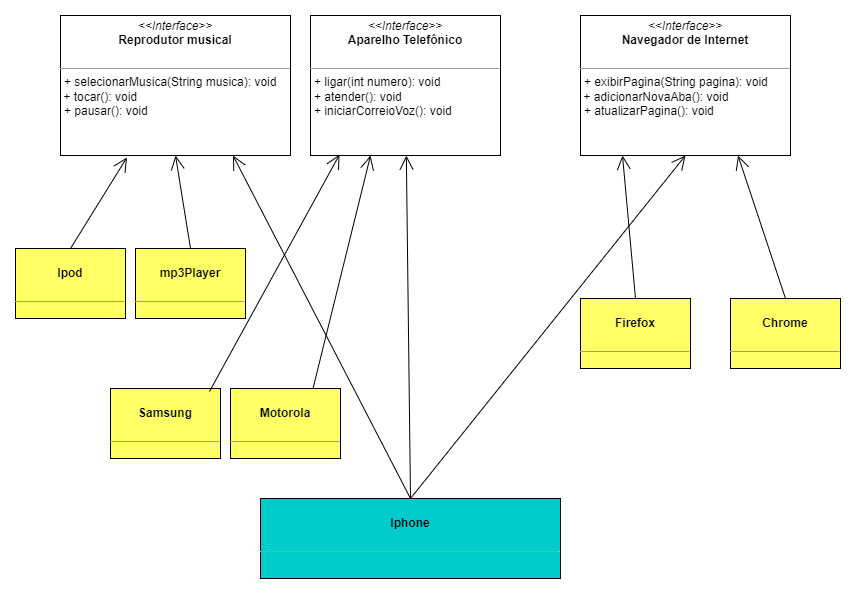 <<Interface>>
Reprodutor musical
+ selecionarMusica(String musica): void
+ tocar(): void
+ pausar(): void
<<Interface>>
Aparelho Telefônico
+ ligar(int numero): void
+ atender(): void
+ iniciarCorreioVoz(): void
<<Interface>>
Navegador de Internet
+ exibirPagina(String pagina): void
+ adicionarNovaAba(): void
+ atualizarPagina(): void
Ipod
mp3Player
Firefox
Chrome
Samsung
Motorola
Iphone